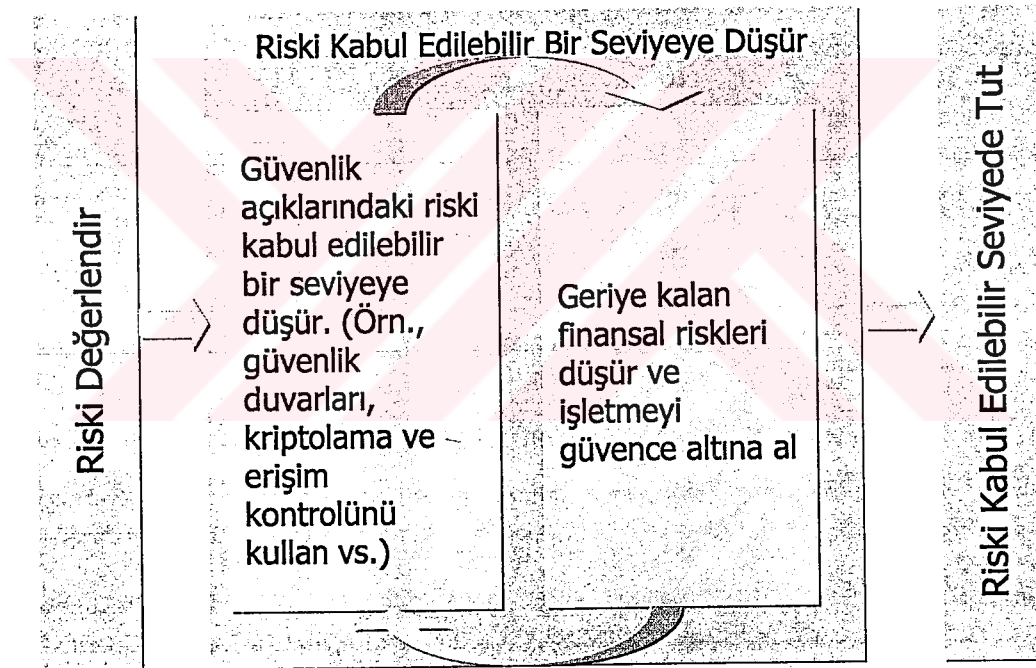 Riski Değerlendir
Riski Kabul Edilebilir Bir Seviyeye Düşür
Güvenlik
açıklarındaki riski
kabul edilebilir
bir seviyeye
düşür. (Örn.,
güvenlik
duvarları,
kriptolama ve
erişim
kontrolünü
kullan vs.)
Geriye kalan
finansal riskleri
düşür ve
işletmeyi
güvence altına al
Riski Kabul Edilebilir Seviyede Tut